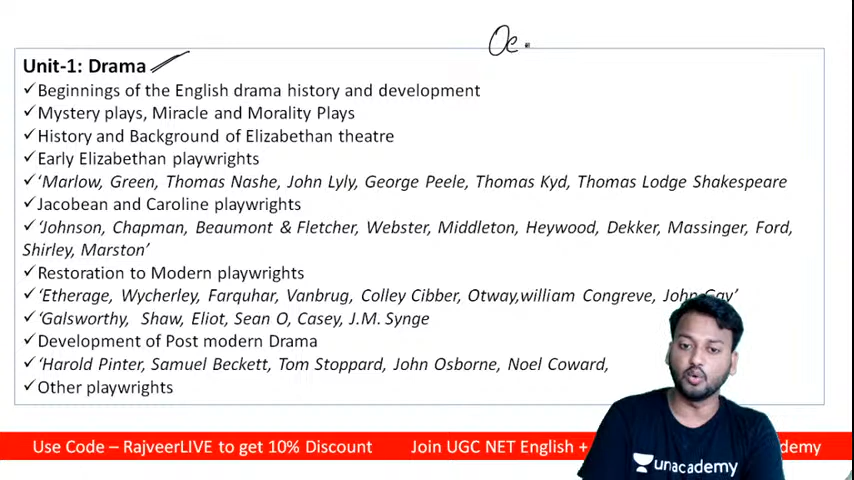 Oe.
Unit-1: Drama
✓Beginnings of the English drama history and development
✓Mystery plays, Miracle and Morality Plays
✓History and Background of Elizabethan theatre
✓Early Elizabethan playwrights
✓‘Marlow, Green, Thomas Nashe, John Lyly, George Peele, Thomas Kyd, Thomas Lodge Shakespeare
✓Jacobean and Caroline playwrights
✓‘Johnson, Chapman, Beaumont & Fletcher, Webster, Middleton, Heywood, Dekker, Massinger, Ford,
Shirley, Marston’
✓Restoration to Modern playwrights
✓‘Etherage, Wycherley, Farquhar, Vanbrug, Colley Cibber, Otway,william Congreve, John Gay’
✓‘Galsworthy, Shaw, Eliot, Sean O, Casey, J.M. Synge
✓Development of Post modern Drama
✓‘Harold Pinter, Samuel Beckett, Tom Stoppard, John Osborne, Noel Coward,
✓Other playwrights
Use Code – RajveerLIVE to get 10% Discount Join UGC NET English +
unacademy